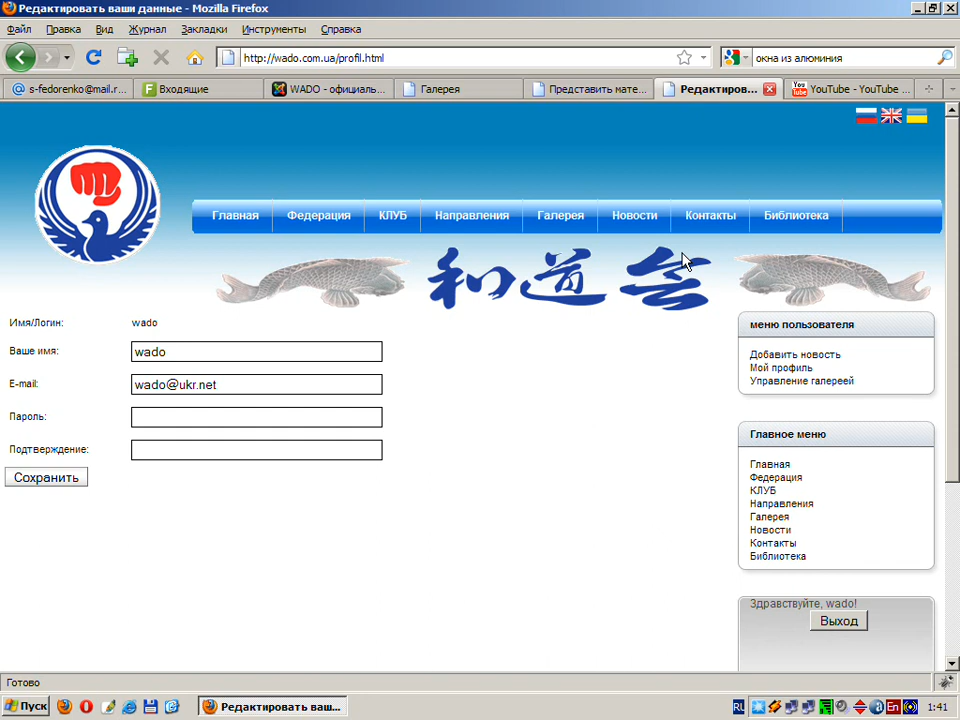 Редактировать ваши данные - Mozilla Firefox
Файл Правка Вид Журнал Закладки Инструменты Справка
http://wado.com.ua/profil.html
окна из алюминия
s-fedorenko@mail.r...
Входящие
WADO - официаль...
Галерея
Представить мате...
Редактиров...
YouTube - YouTube ...
Главная Федерация КЛУБ Направления Галерея Новости Контакты Библиотека
和道会
Имя/Логин: wado
Ваше имя: wado
E-mail: wado@ukr.net
Пароль:
Подтверждение:
Сохранить
меню пользователя
Добавить новость
Мой профиль
Управление галереей
Главное меню
Главная
Федерация
КЛУБ
Направления
Галерея
Новости
Контакты
Библиотека
Здравствуйте, wado!
Выход
Готово
Пуск
Редактировать ваш...
RL
En
1:41